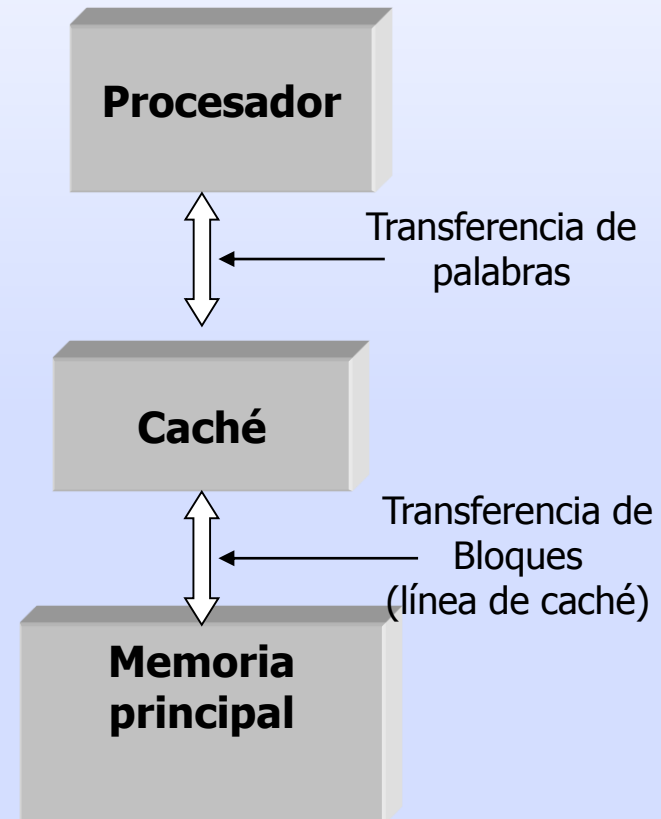 Procesador
Transferencia de
palabras
Caché
Transferencia de
Bloques
(línea de caché)
Memoria
principal